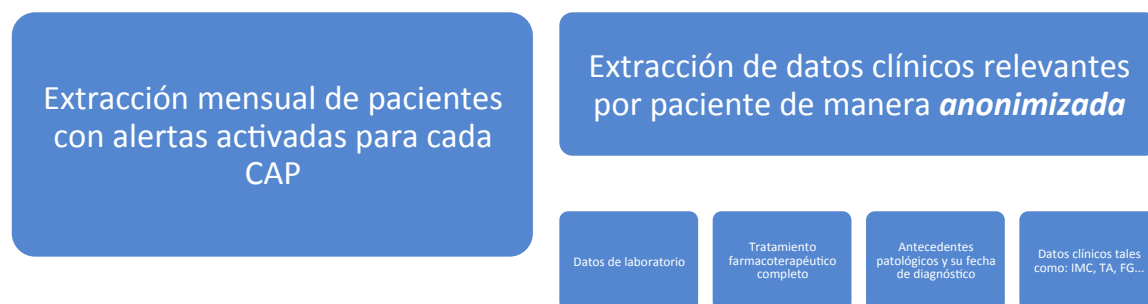 Extracción mensual de pacientes
con alertas activadas para cada
CAP
Extracción de datos clínicos relevantes
por paciente de manera anonimizada
Datos de laboratorio
Tratamiento
farmacoterapéutico
completo
Antecedentes
patológicos y su fecha
de diagnóstico
Datos clínicos tales
como: IMC, TA, FG...